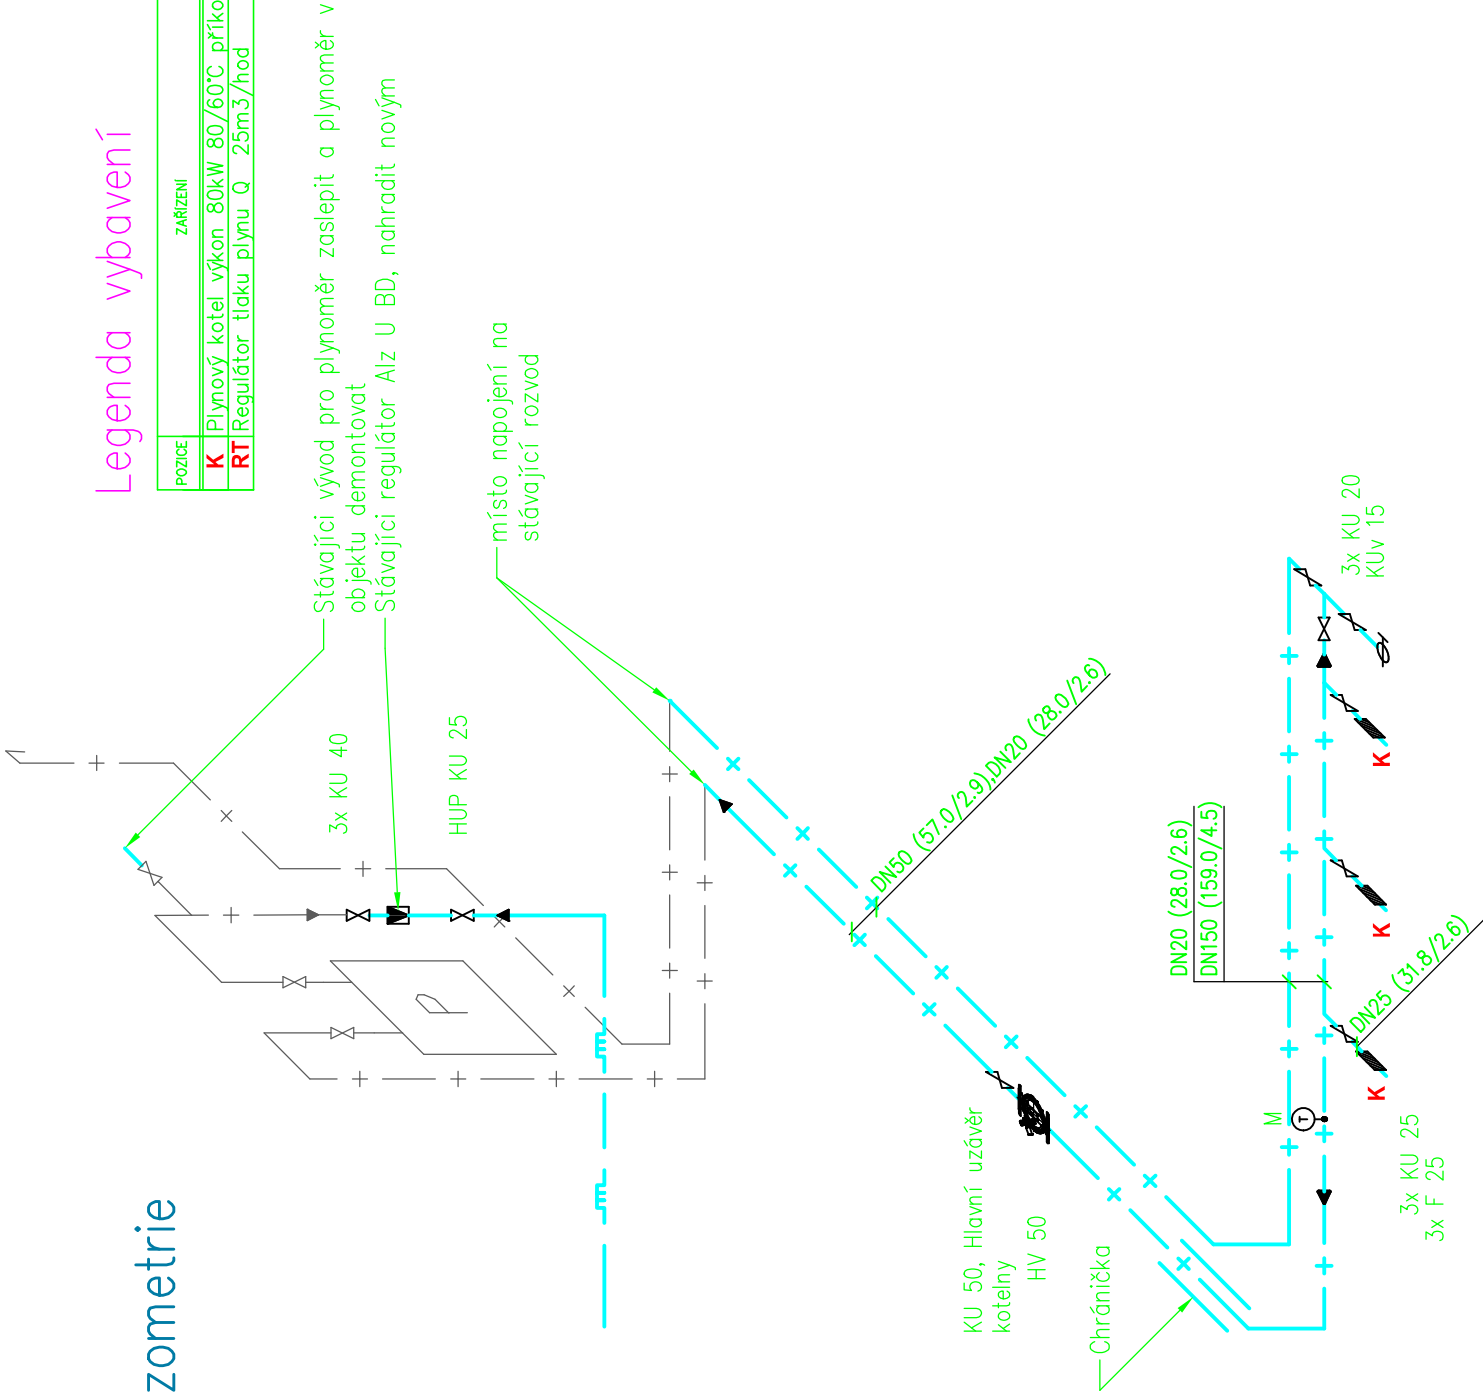 zometrie
Legenda vybavení
POZICE
ZAŘÍZENÍ
K Plynový kotel výkon 80kW 80/60°C příko
RT Regulátor tlaku plynu Q 25m3/hod
Stávající vývod pro plynoměr zaslepit a plynoměr v
objektu demontovat
Stávající regulátor Alz U BD, nahradit novým
místo napojení na
stávající rozvod
3x KU 40
HUP KU 25
DN50 (57.0/2.9),DN20 (28.0/2.6)
KU 50, Hlavní uzávěr
kotelny
HV 50
Chránička
DN20 (28.0/2.6)
DN150 (159.0/4.5)
3x KU 20
KUv 15
K
K
K
DN25 (31.8/2.6)
M
T
3x KU 25
3x F 25